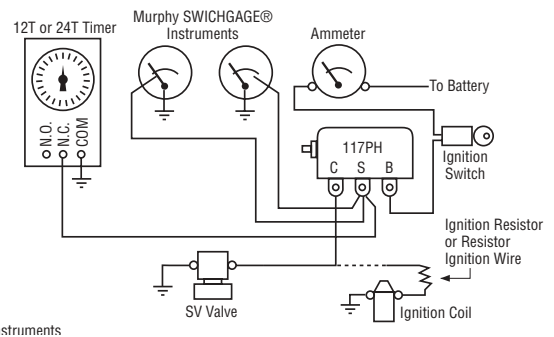 Murphy SWICHGAGE®
Instruments
12T or 24T Timer
Ammeter
To Battery
N.O.
N.C.
COM
117PH
C S B
Ignition
Switch
Ignition Resistor
or Resistor
Ignition Wire
SV Valve
Ignition Coil
nstruments